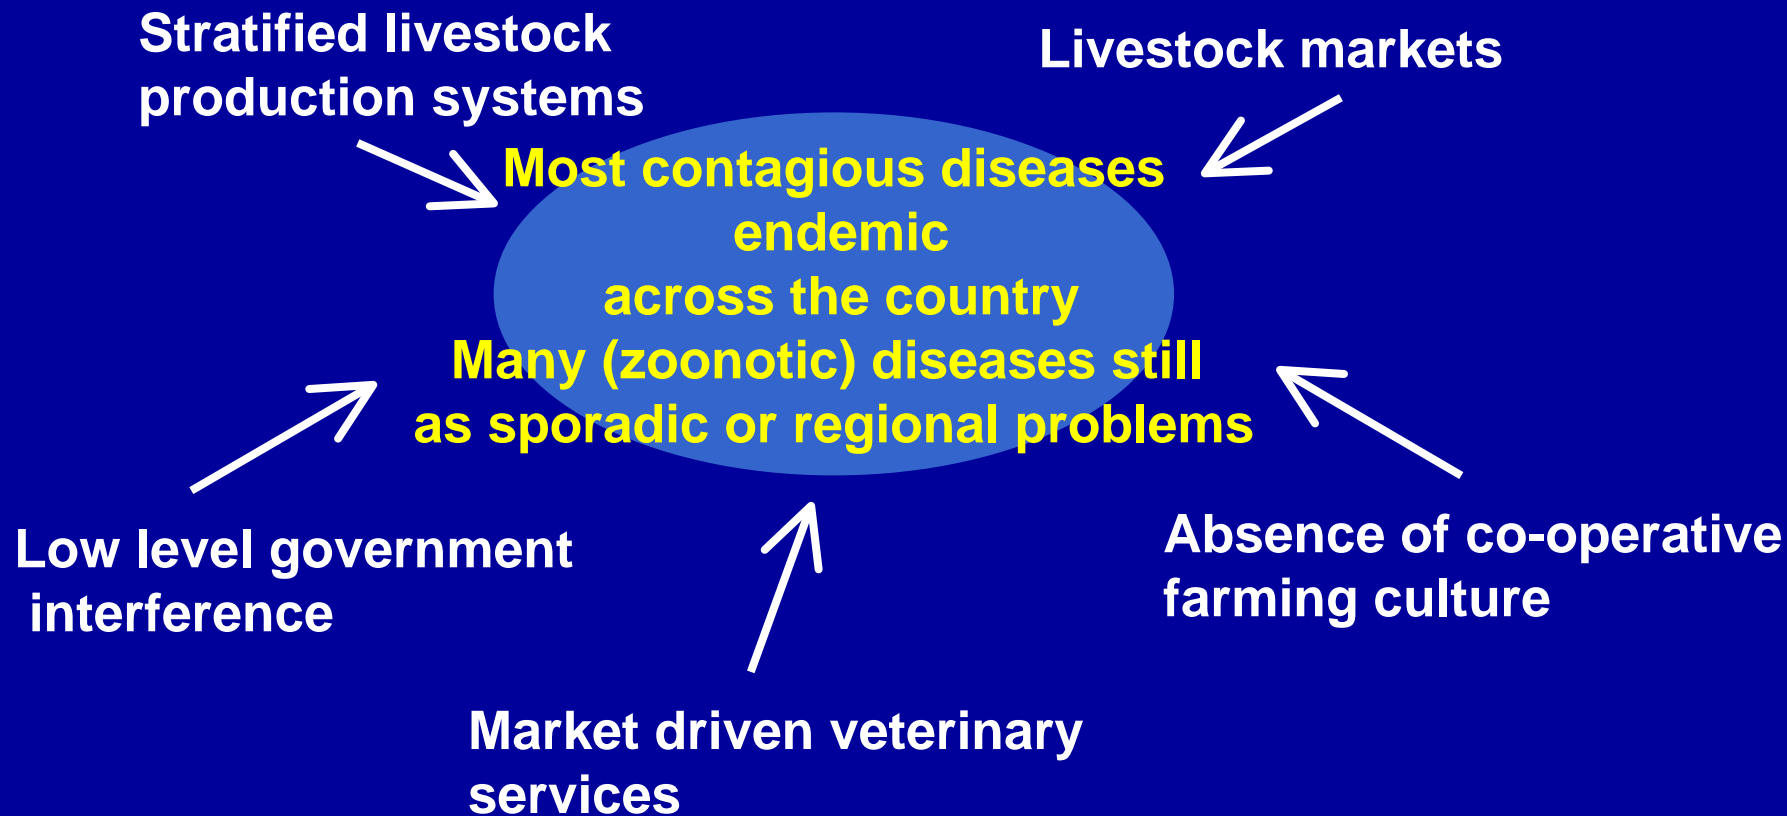 Stratified livestock
production systems
Livestock markets
Most contagious diseases
endemic
across the country
Many (zoonotic) diseases still
as sporadic or regional problems
Low level government
interference
Absence of co-operative
farming culture
Market driven veterinary
services